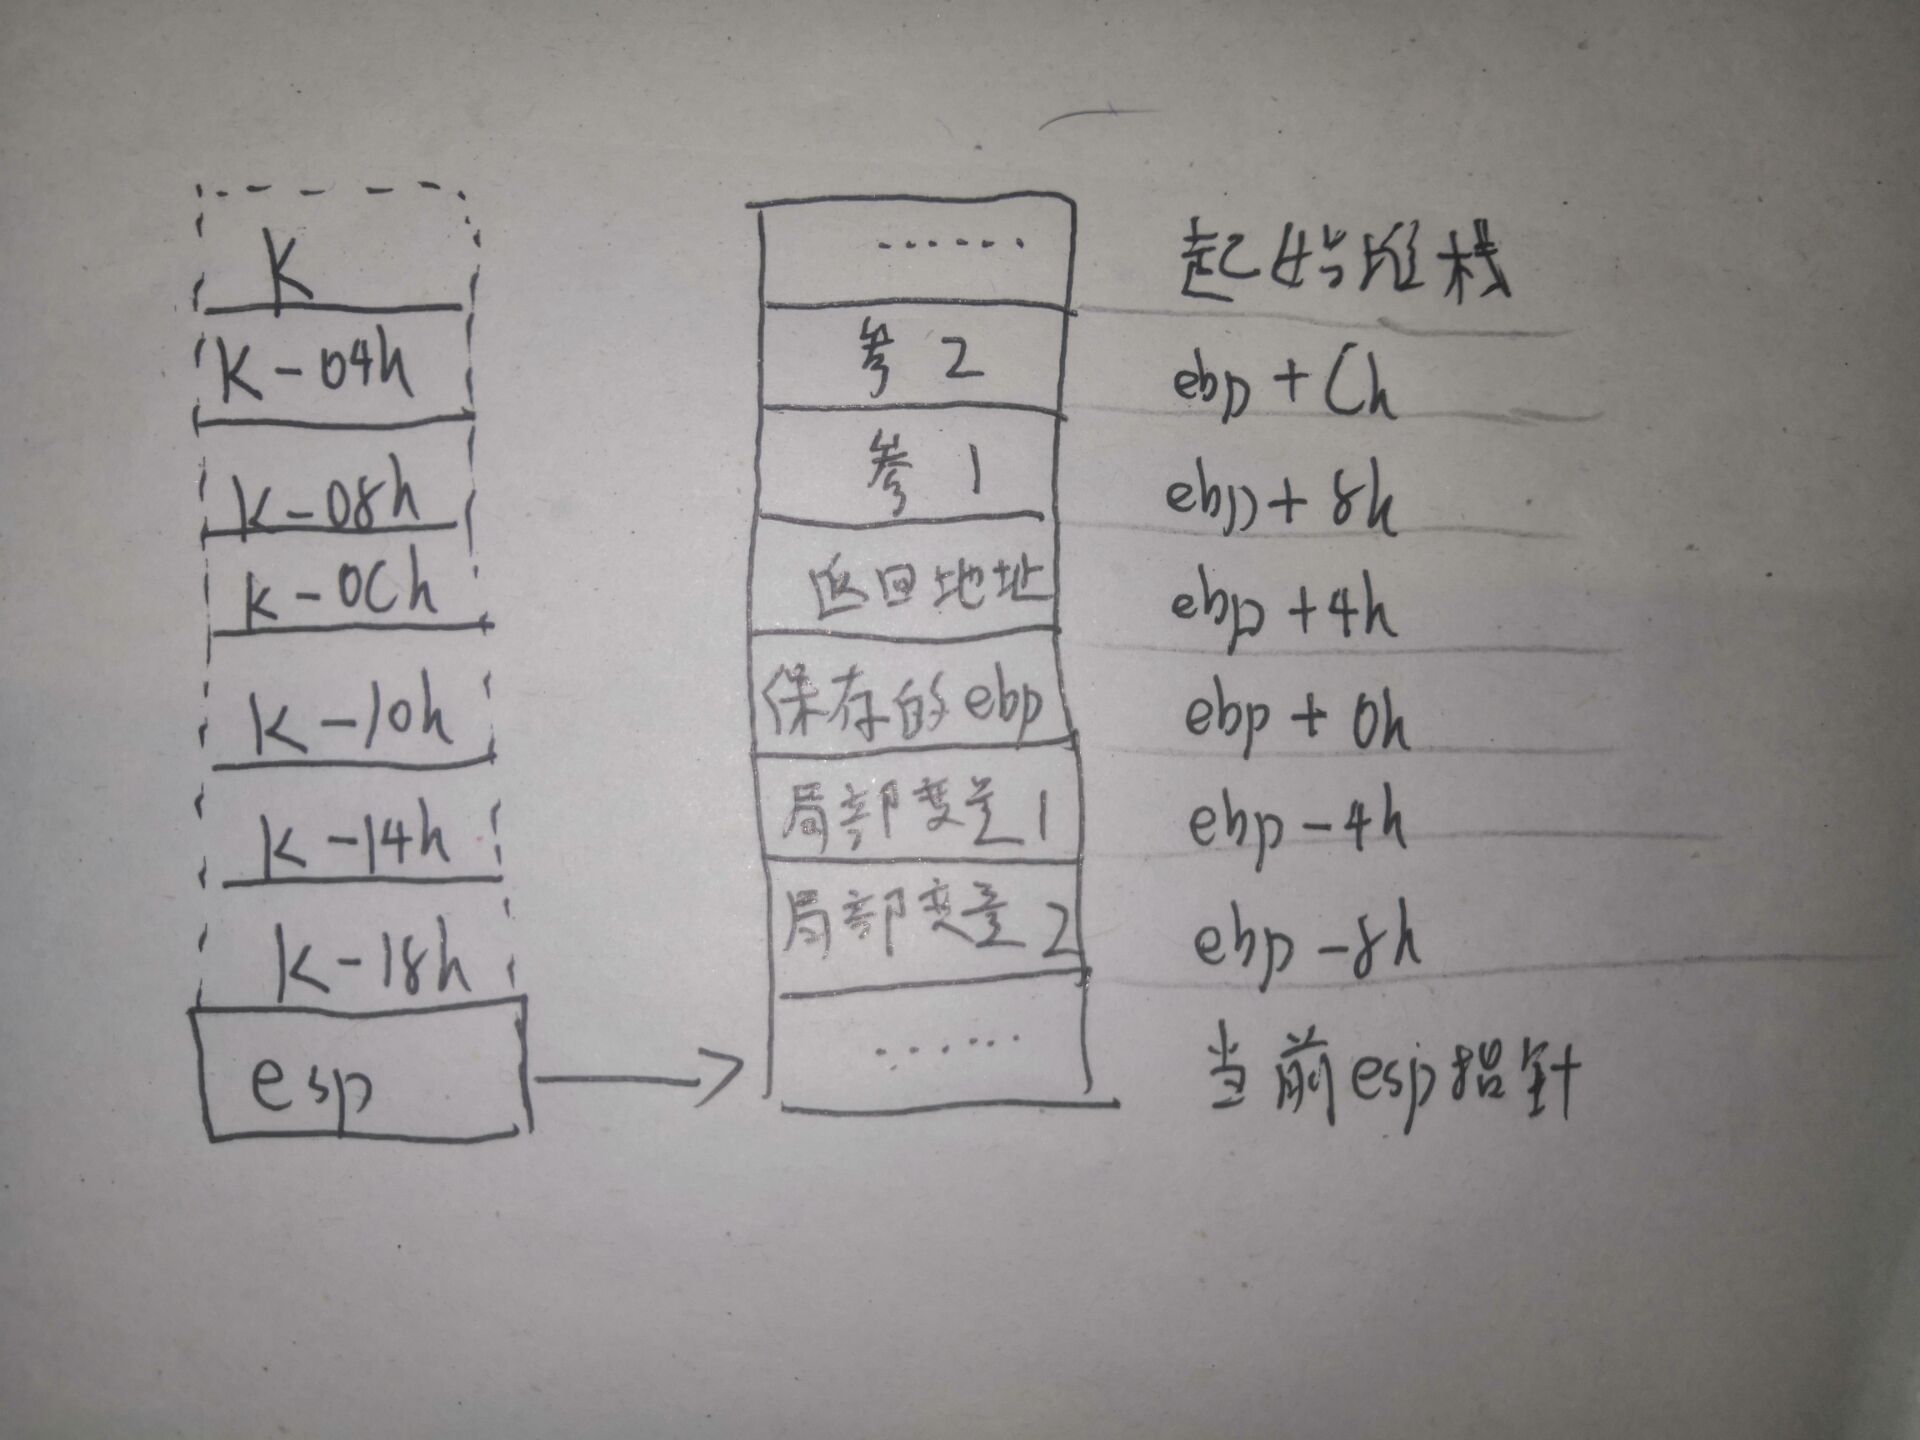 K ...... 起始堆栈
K-04h 参2 ebp+Ch
K-08h 参1 ebp+8h
K-0Ch 返回地址 ebp+4h
K-10h 保存的ebp ebp+0h
K-14h 局部变量1 ebp-4h
K-18h 局部变量2 ebp-8h
esp ...... 当前esp指针